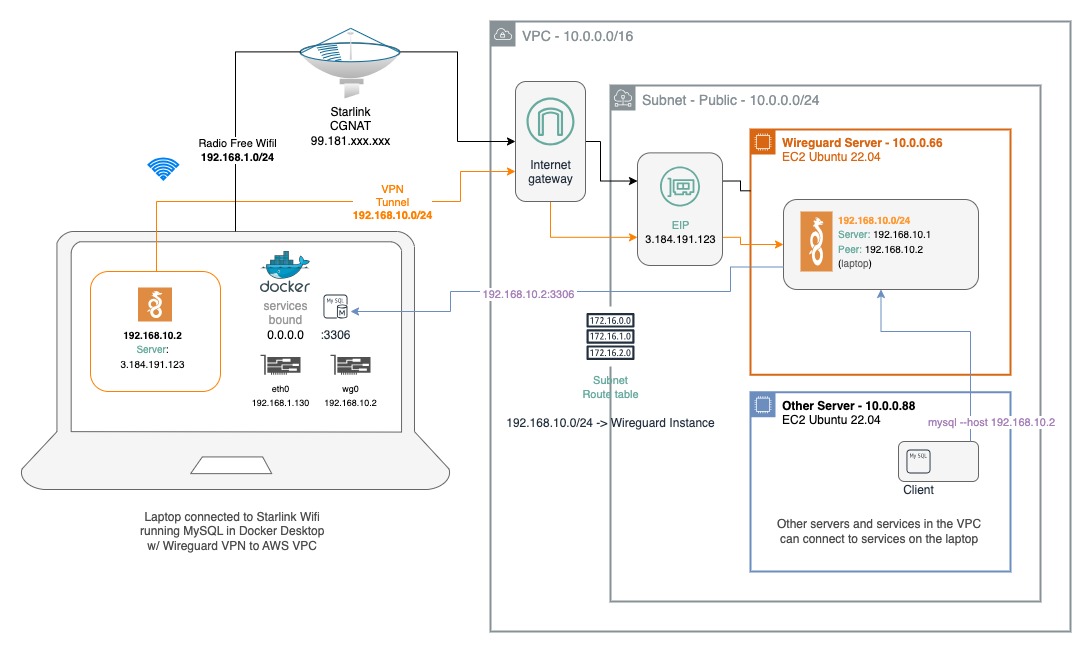 VPC - 10.0.0.0/16
Starlink
CGNAT
99.181.xxx.xxx
Radio Free Wifil
192.168.1.0/24
VPN
Tunnel
192.168.10.0/24
Internet
gateway
Subnet - Public - 10.0.0.0/24
EIP
3.184.191.123
Wireguard Server - 10.0.0.66
EC2 Ubuntu 22.04
192.168.10.0/24
Server: 192.168.10.1
Peer: 192.168.10.2
(laptop)
192.168.10.2
Server:
3.184.191.123
docker
services
bound
0.0.0.0
My SQL
M
:3306
eth0
192.168.1.130
wg0
192.168.10.2
192.168.10.2:3306
172.16.0.0
172.16.1.0
172.16.2.0
Subnet
Route table
192.168.10.0/24 -> Wireguard Instance
Other Server - 10.0.0.88
EC2 Ubuntu 22.04
mysql --host 192.168.10.2
My SQL
Client
Other servers and services in the VPC
can connect to services on the laptop
Laptop connected to Starlink Wifi
running MySQL in Docker Desktop
w/ Wireguard VPN to AWS VPC